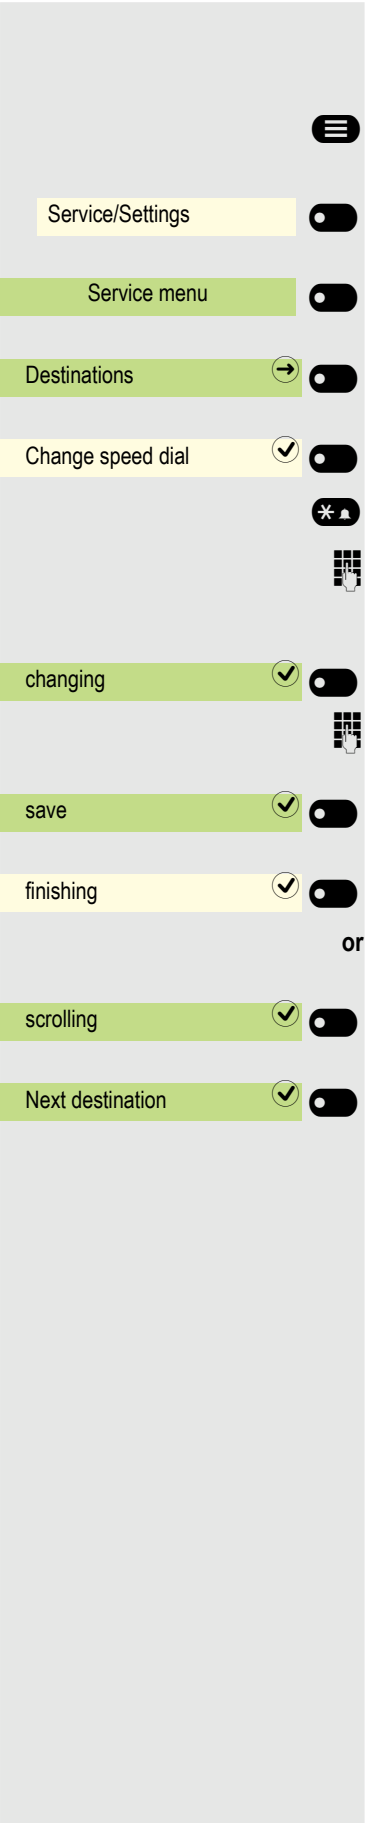 Service/Settings
Service menu
Destinations
Change speed dial
changing
save
finishing
or
scrolling
Next destination